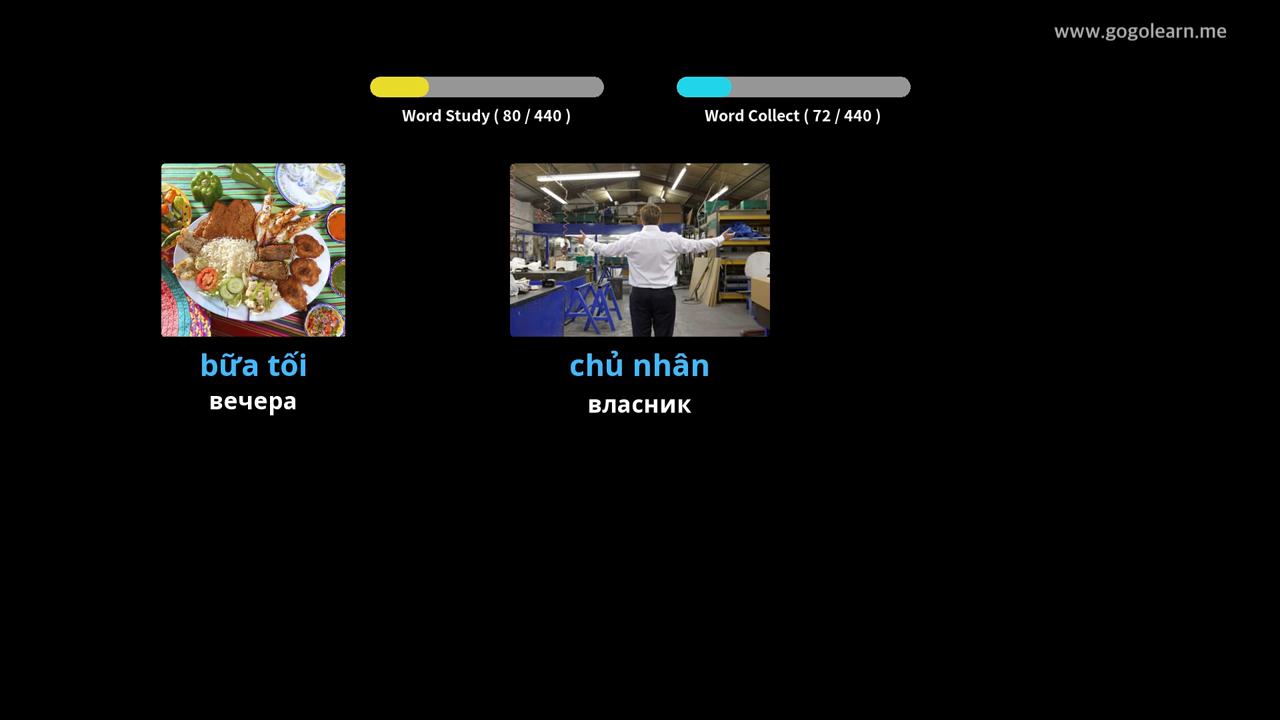 www.gogolearn.me
Word Study ( 80 / 440 )
Word Collect ( 72 / 440 )
bữa tối
вечера
chủ nhân
власник